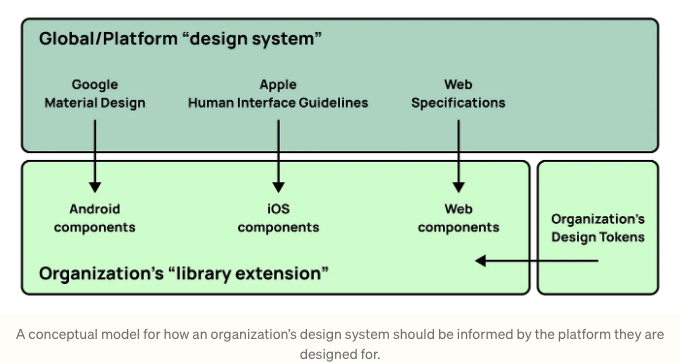 Global/Platform “design system”
Google
Material Design
Apple
Human Interface Guidelines
Web
Specifications
Android
components
iOS
components
Web
components
Organization’s
Design Tokens
Organization’s “library extension”
A conceptual model for how an organization’s design system should be informed by the platform they are
designed for.